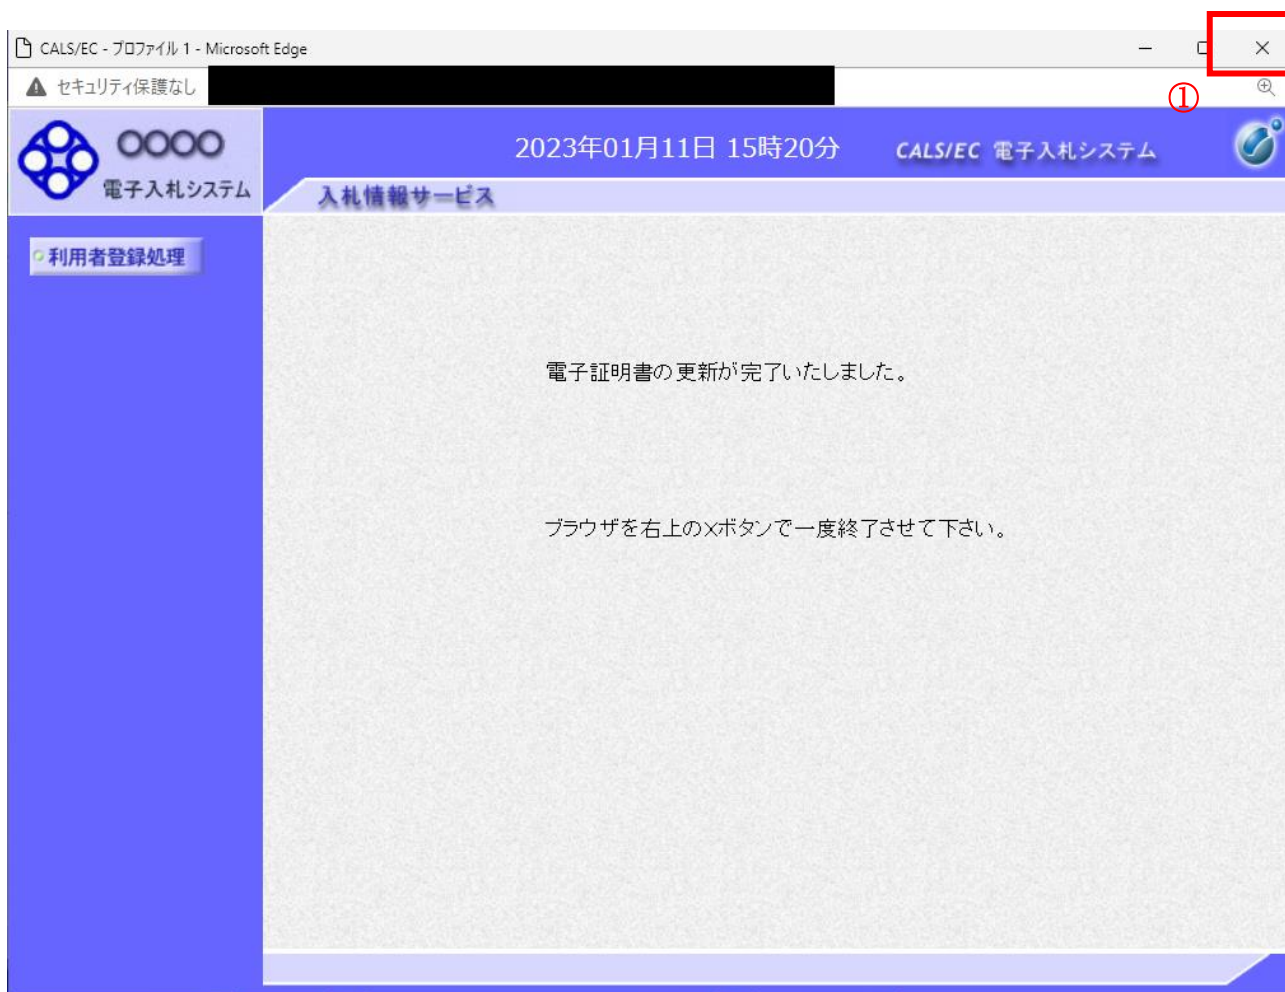 CALS/EC - プロファイル 1 - Microsoft Edge
セキュリティ保護なし
①
〇〇〇〇
電子入札システム
2023年01月11日 15時20分
CALS/EC 電子入札システム
入札情報サービス
利用者登録処理
電子証明書の更新が完了いたしました。
ブラウザを右上の×ボタンで一度終了させて下さい。